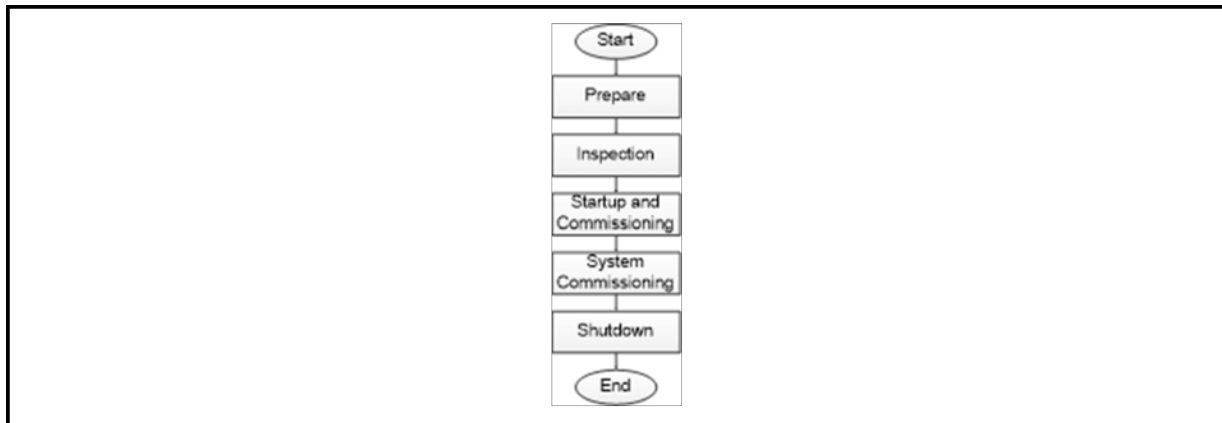 Start
Prepare
Inspection
Startup and
Commissioning
System
Commissioning
Shutdown
End